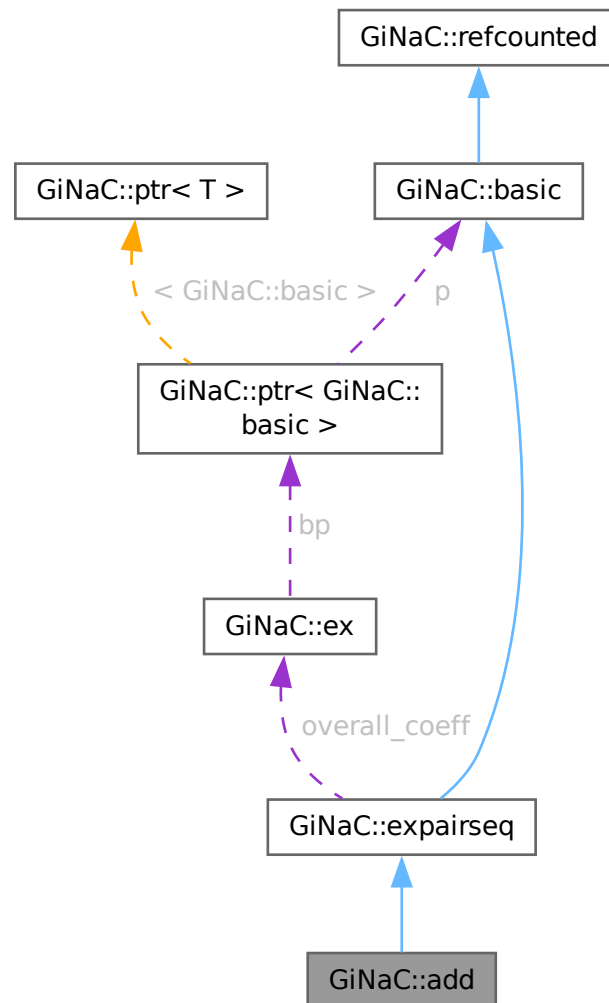 GiNaC::refcounted
GiNaC::ptr< T >
GiNaC::basic
< GiNaC::basic >
p
GiNaC::ptr< GiNaC::
basic >
bp
GiNaC::ex
overall_coeff
GiNaC::expairseq
GiNaC::add